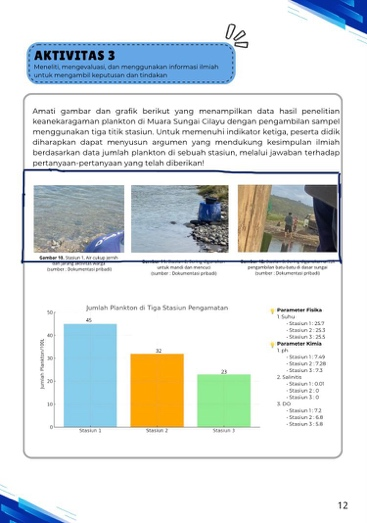 AKTIVITAS 3
Meneliti, mengevaluasi, dan menggunakan informasi ilmiah
untuk mengambil keputusan dan tindakan
Amati gambar dan grafik berikut yang menampilkan data hasil penelitian
keanekaragaman plankton di Muara Sungai Cilayu dengan pengambilan sampel
menggunakan tiga titik stasiun. Untuk memenuhi indikator ketiga, peserta didik
diharapkan dapat menyusun argumen yang mendukung kesimpulan ilmiah
berdasarkan data jumlah plankton di sebuah stasiun, melalui jawaban terhadap
pertanyaan-pertanyaan yang telah diberikan!
Gambar 10. Stasiun 1, Air cukup jernih
(sumber : Dokumentasi pribadi)
untuk mandi dan mencuci
(sumber : Dokumentasi pribadi)
pengambilan batu-batu di dasar sungai
(sumber : Dokumentasi pribadi)
Jumlah Plankton di Tiga Stasiun Pengamatan
Jumlah Plankton/10L
50
40
30
20
10
0
45
32
23
Stasiun 1
Stasiun 2
Stasiun 3
Parameter Fisika
1. Suhu
- Stasiun 1 : 25.7
- Stasiun 2 : 25.3
- Stasiun 3 : 25.5
Parameter Kimia
1. ph
- Stasiun 1 : 7.49
- Stasiun 2 : 7.28
- Stasiun 3 : 7.3
2. Salinitis
- Stasiun 1 : 0.01
- Stasiun 2 : 0
- Stasiun 3 : 0
3. DO
- Stasiun 1 : 7.2
- Stasiun 2 : 6.8
- Stasiun 3 : 5.8
12